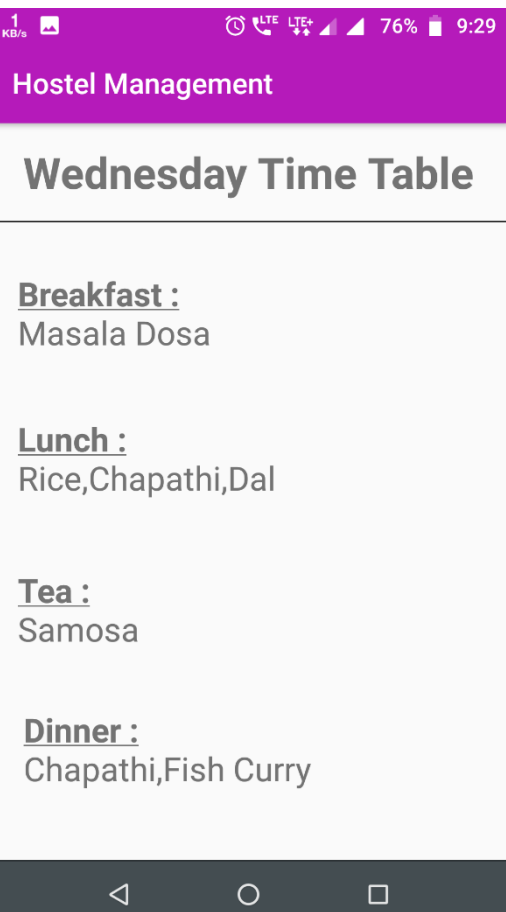 1
KB/s
LTE LTE+ 76% 9:29
Hostel Management
Wednesday Time Table
Breakfast :
Masala Dosa
Lunch :
Rice,Chapathi,Dal
Tea :
Samosa
Dinner :
Chapathi,Fish Curry